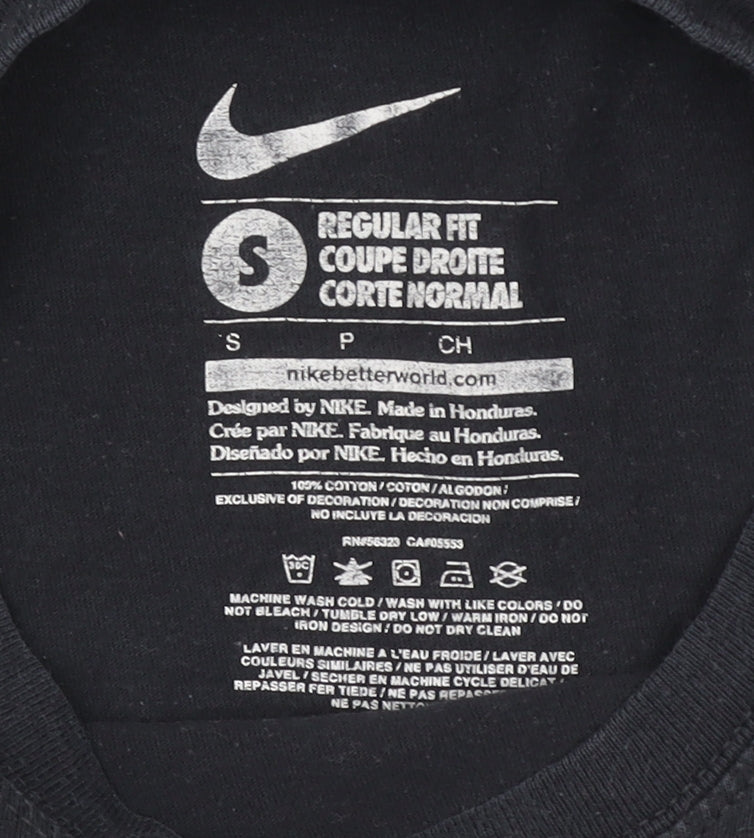 S
REGULAR FIT
COUPE DROITE
CORTE NORMAL
S P CH
nikebetterworld.com
Designed by NIKE. Made in Honduras.
Crée par NIKE. Fabrique au Honduras.
Diseñado por NIKE. Hecho en Honduras.
100% COTTON / COTON / ALGODON /
EXCLUSIVE OF DECORATION / DECORATION NON COMPRISE /
NO INCLUYE LA DECORACION
RN#56323 CA#05553
30C
MACHINE WASH COLD / WASH WITH LIKE COLORS / DO
NOT BLEACH / TUMBLE DRY LOW / WARM IRON / DO NOT
IRON DESIGN / DO NOT DRY CLEAN
LAVER EN MACHINE A L'EAU FROIDE / LAVER AVEC
COULEURS SIMILAIRES / NE PAS UTILISER D'EAU DE
JAVEL / SECHER EN MACHINE CYCLE DELICAT /
REPASSER FER TIEDE / NE PAS
NE PAS